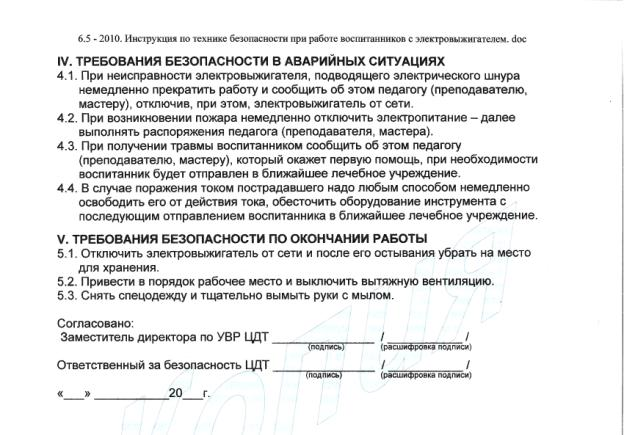 6.5 - 2010. Инструкция по технике безопасности при работе воспитанников с электровыжигателем. doc
IV. ТРЕБОВАНИЯ БЕЗОПАСНОСТИ В АВАРИЙНЫХ СИТУАЦИЯХ
4.1. При неисправности электровыжигателя, подводящего электрического шнура
немедленно прекратить работу и сообщить об этом педагогу (преподавателю,
мастеру), отключив, при этом, электровыжигатель от сети.
4.2. При возникновении пожара немедленно отключить электропитание – далее
выполнять распоряжения педагога (преподавателя, мастера).
4.3. При получении травмы воспитанником сообщить об этом педагогу
(преподавателю, мастеру), который окажет первую помощь, при необходимости
воспитанник будет отправлен в ближайшее лечебное учреждение.
4.4. В случае поражения током пострадавшего надо любым способом немедленно
освободить его от действия тока, обесточить оборудование инструмента с
последующим отправлением воспитанника в ближайшее лечебное учреждение.
V. ТРЕБОВАНИЯ БЕЗОПАСНОСТИ ПО ОКОНЧАНИИ РАБОТЫ
5.1. Отключить электровыжигатель от сети и после его остывания убрать на место
для хранения.
5.2. Привести в порядок рабочее место и выключить вытяжную вентиляцию.
5.3. Снять спецодежду и тщательно вымыть руки с мылом.
Согласовано:
Заместитель директора по УВР ЦДТ ______________ / ___________ /
(подпись) (расшифровка подписи)
Ответственный за безопасность ЦДТ ______________ / ___________ /
(подпись) (расшифровка подписи)
«___» ___________20___г.
КОПИЯ